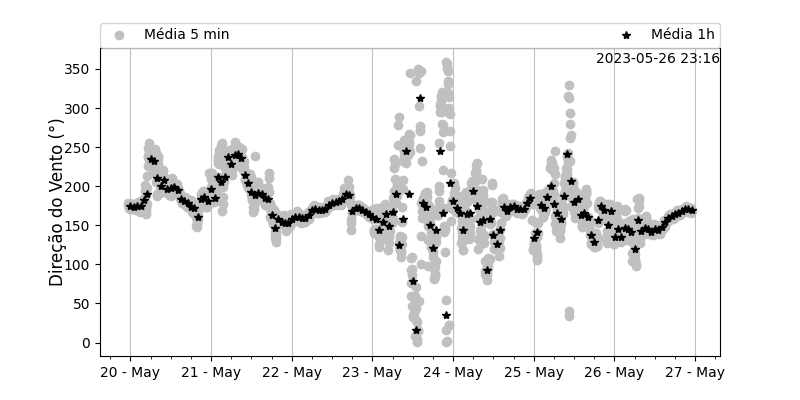 Média 5 min
Média 1h
2023-05-26 23:16
Direção do Vento (°)
350
300
250
200
150
100
50
0
20 - May
21 - May
22 - May
23 - May
24 - May
25 - May
26 - May
27 - May